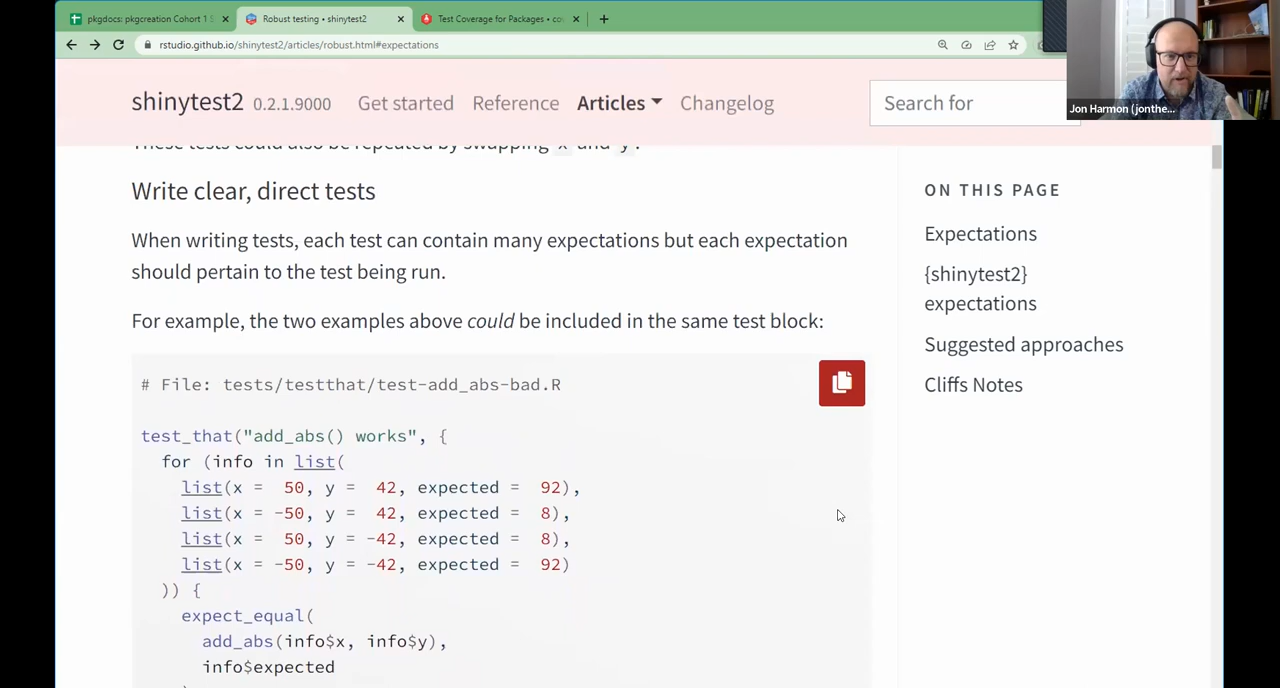 pkgdocs: pkgcreation Cohort 1 S
Robust testing • shinytest2
Test Coverage for Packages • co
rstudio.github.io/shinytest2/articles/robust.html#expectations
Jon Harmon (jonthe...
shinytest2 0.2.1.9000 Get started Reference Articles Changelog
Search for
These tests could also be repeated by swapping x and y.
Write clear, direct tests
When writing tests, each test can contain many expectations but each expectation
should pertain to the test being run.
For example, the two examples above could be included in the same test block:
# File: tests/testthat/test-add_abs-bad.R
test_that("add_abs() works", {
for (info in list(
list(x =  50, y =  42, expected =  92),
list(x = -50, y =  42, expected =  8),
list(x =  50, y = -42, expected =  8),
list(x = -50, y = -42, expected =  92)
)) {
expect_equal(
add_abs(info$x, info$y),
info$expected
ON THIS PAGE
Expectations
{shinytest2}
expectations
Suggested approaches
Cliffs Notes